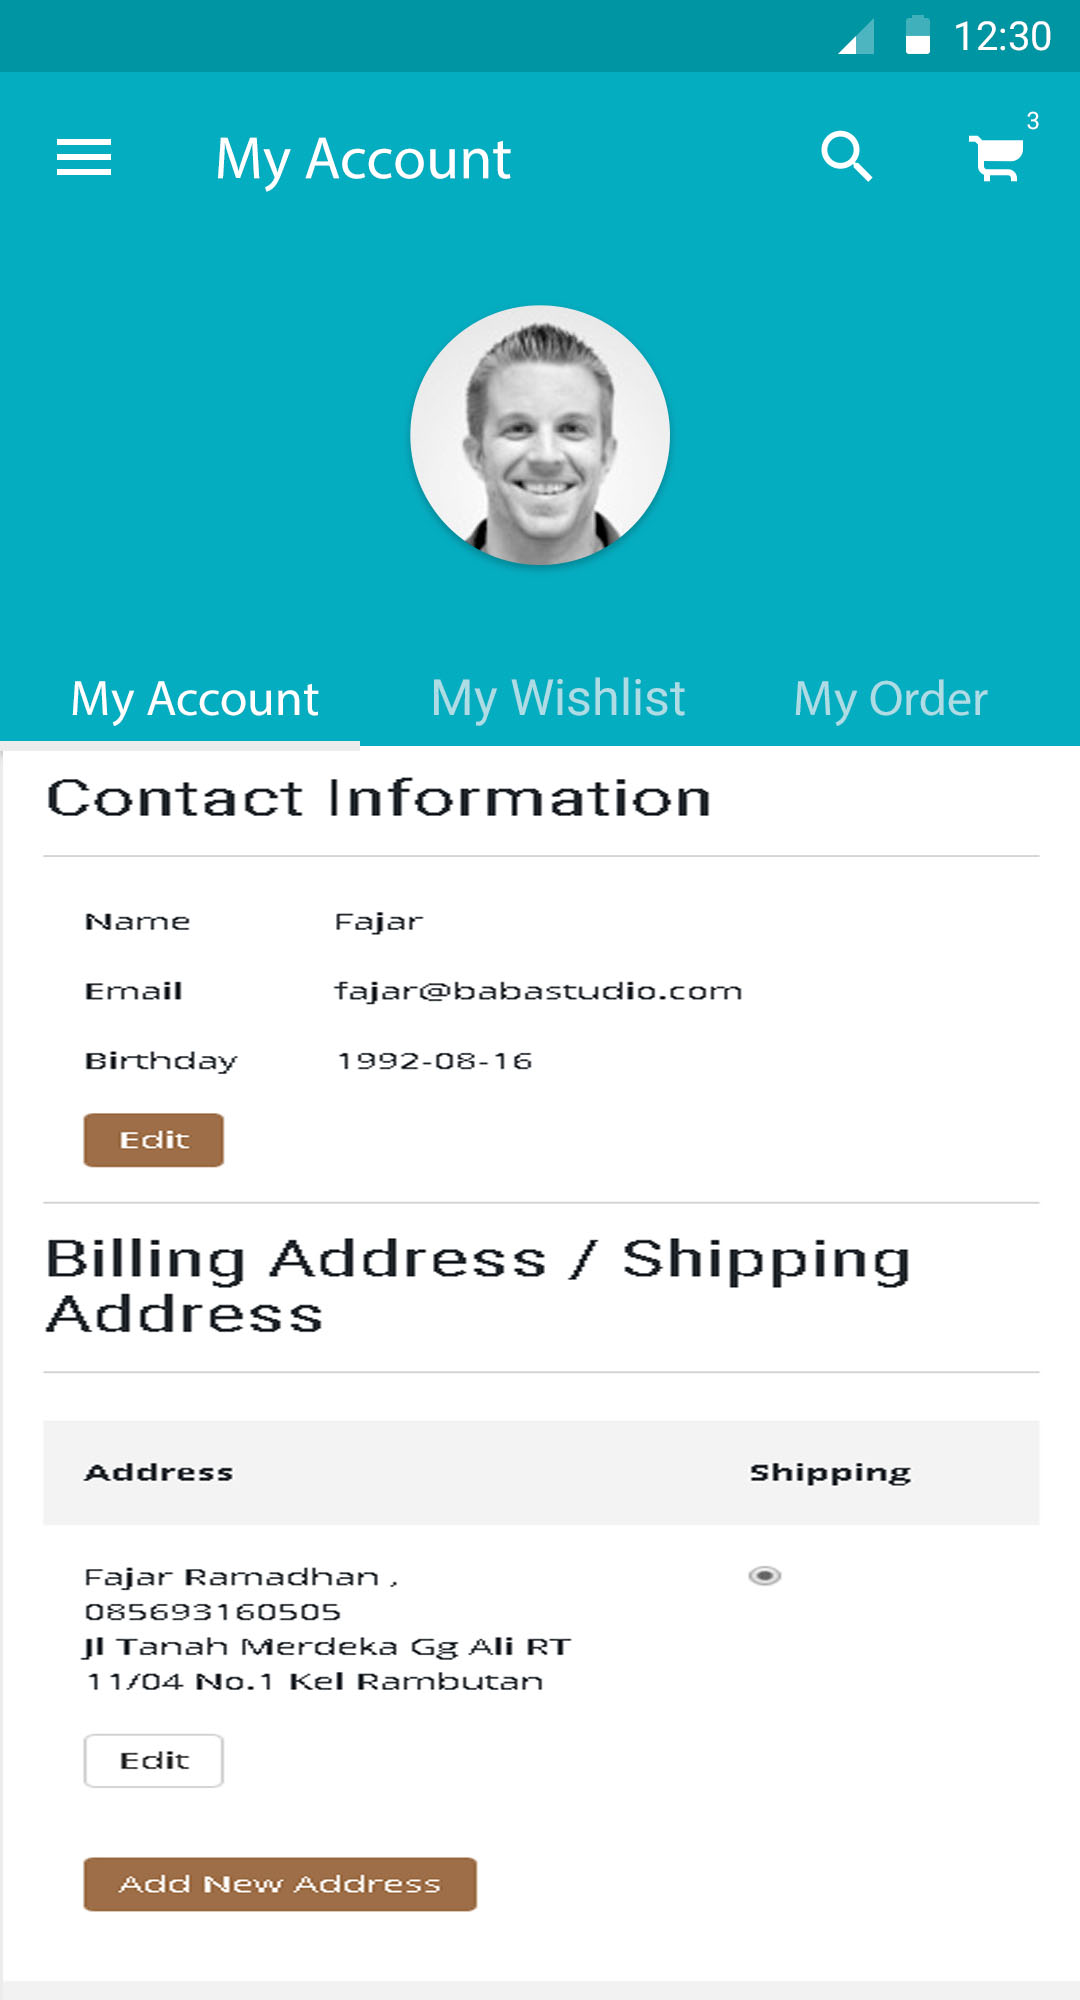 12:30
My Account
3
My Account My Wishlist My Order
Contact Information
Name Fajar
Email fajar@babastudio.com
Birthday 1992-08-16
Edit
Billing Address / Shipping
Address
Address Shipping
Fajar Ramadhan ,
085693160505
Jl Tanah Merdeka Gg Ali RT
11/04 No.1 Kel Rambutan
Edit
Add New Address